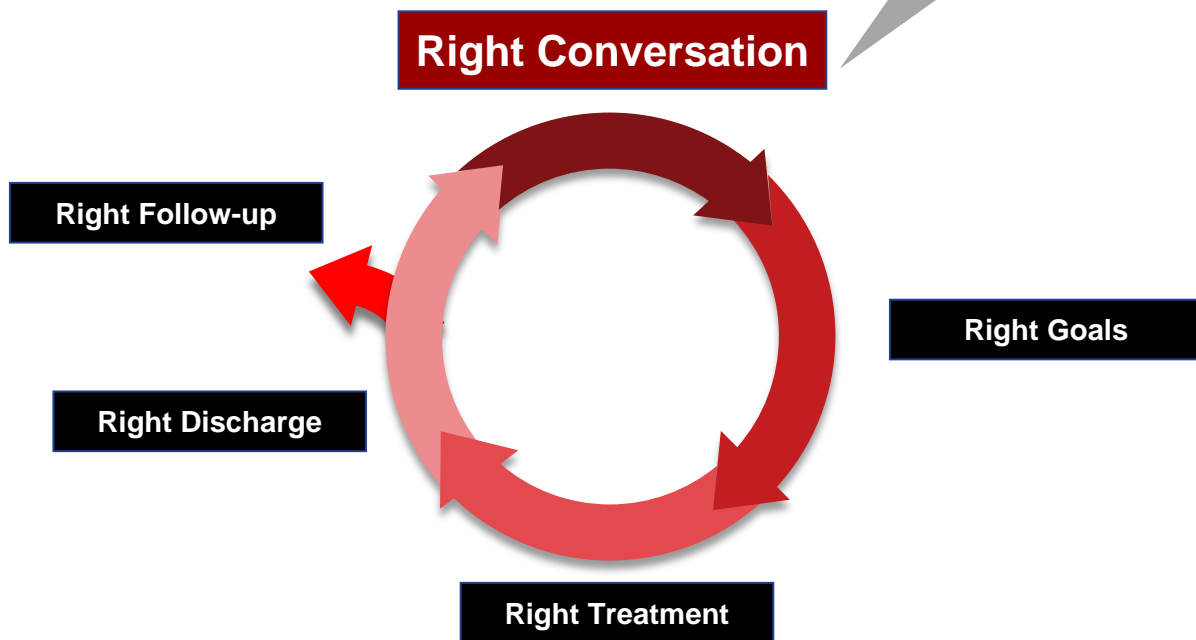 Right Conversation
Right Follow-up
Right Goals
Right Discharge
Right Treatment